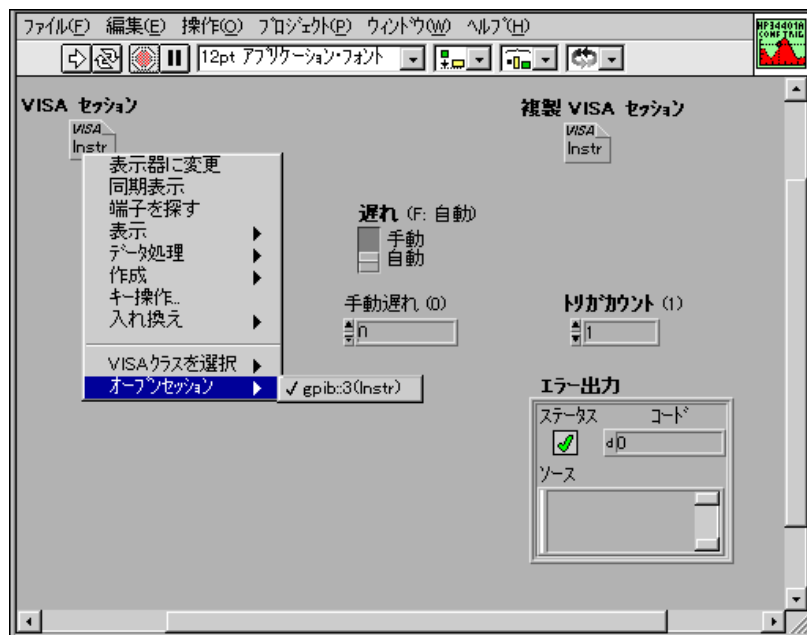 ファイル(F) 編集(E) 操作(O) プロジェクト(P) ウィンドウ(W) ヘルプ(H)
HP34401A
CONF TRIG
12pt アプリケーション・フォント
VISA セッション
VISA
Instr
複製 VISA セッション
VISA
Instr
表示器に変更
同期表示
端子を探す
表示
データ処理
作成
キー操作...
入れ換え
VISAクラスを選択
オープンセッション
✓ gpib::3(Instr)
遅れ (F: 自動)
手動
自動
手動遅れ (0)
0
トリガカウント (1)
1
エラー出力
ステータス コード
d 0
ソース